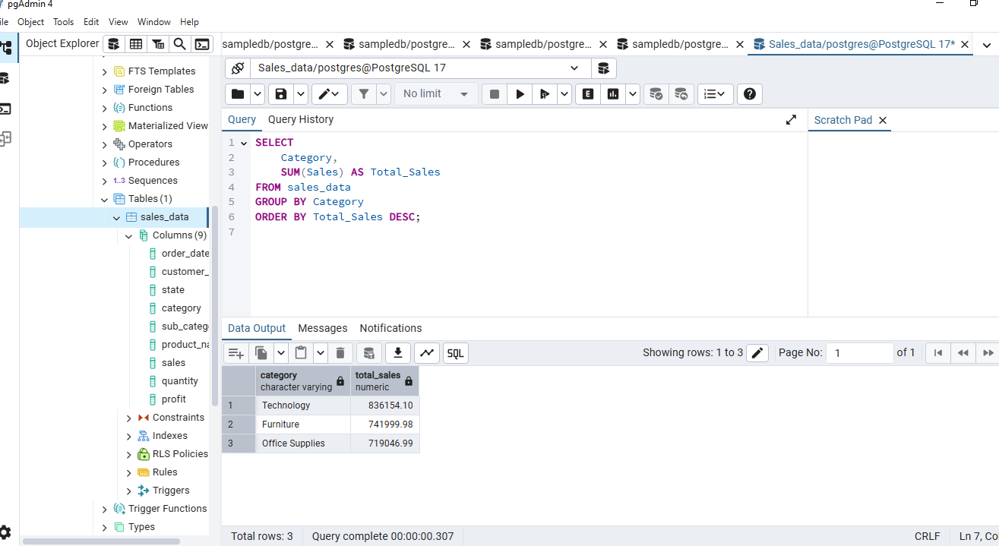 pgAdmin 4
ile Object Tools Edit View Window Help
Object Explorer
sampledb/postgre... sampledb/postgre... sampledb/postgre... sampledb/postgre... Sales_data/postgres@PostgreSQL 17*
FTS Templates
Foreign Tables
Functions
Materialized View
Operators
Procedures
1..3 Sequences
Tables (1)
sales_data
Columns (9)
order_date
customer_
state
category
sub_categ
product_na
sales
quantity
profit
Constraints
Indexes
RLS Policies
Rules
Triggers
Trigger Functions
Types
Sales_data/postgres@PostgreSQL 17
No limit
E
Query Query History
Scratch Pad
1 SELECT
2 Category,
3 SUM(Sales) AS Total_Sales
4 FROM sales_data
5 GROUP BY Category
6 ORDER BY Total_Sales DESC;
7
Data Output Messages Notifications
SQL
Showing rows: 1 to 3 Page No: 1 of 1
category total_sales
character varying numeric
1 Technology 836154.10
2 Furniture 741999.98
3 Office Supplies 719046.99
Total rows: 3 Query complete 00:00:00.307 CRLF Ln 7, Co